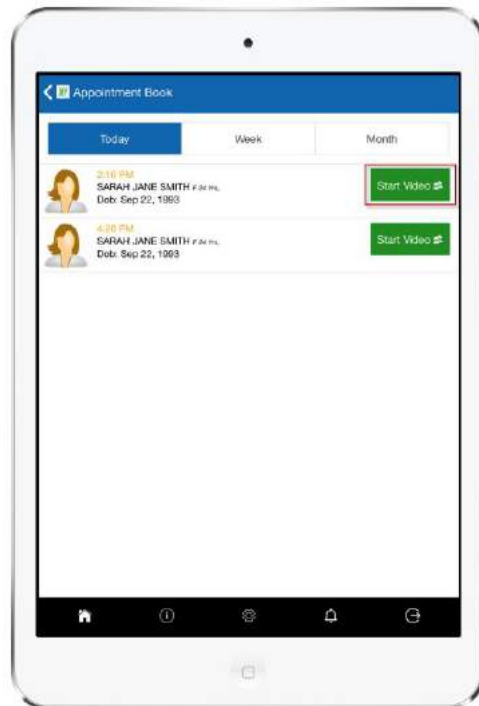 Appointment Book
Today
Week
Month
2:16 PM
SARAH JANE SMITH
Dob: Sep 22, 1993
Start Video
4:20 PM
SARAH JANE SMITH
Dob: Sep 22, 1993
Start Video